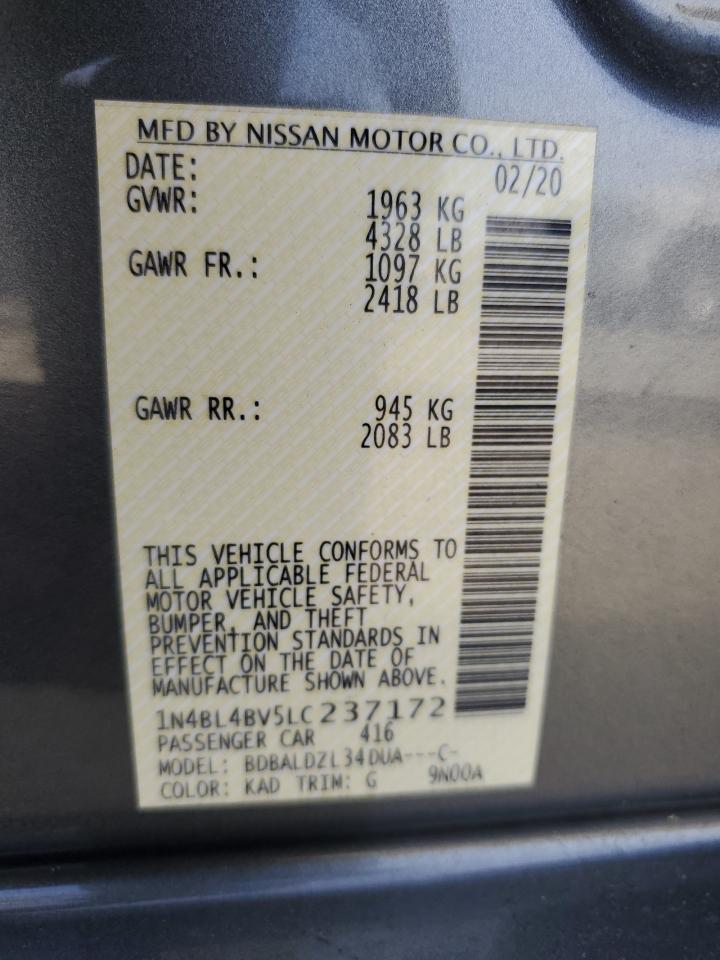 MFD BY NISSAN MOTOR CO., LTD.
DATE: 02/20
GVWR: 1963 KG
4328 LB
GAWR FR.: 1097 KG
2418 LB
GAWR RR.: 945 KG
2083 LB
THIS VEHICLE CONFORMS TO
ALL APPLICABLE FEDERAL
MOTOR VEHICLE SAFETY,
BUMPER, AND THEFT
PREVENTION STANDARDS IN
EFFECT ON THE DATE OF
MANUFACTURE SHOWN ABOVE.
1N4BL4BV5LC237172
PASSENGER CAR 416
MODEL: BDBALDZL34DUA---C-
COLOR: KAD TRIM: G 9N00A